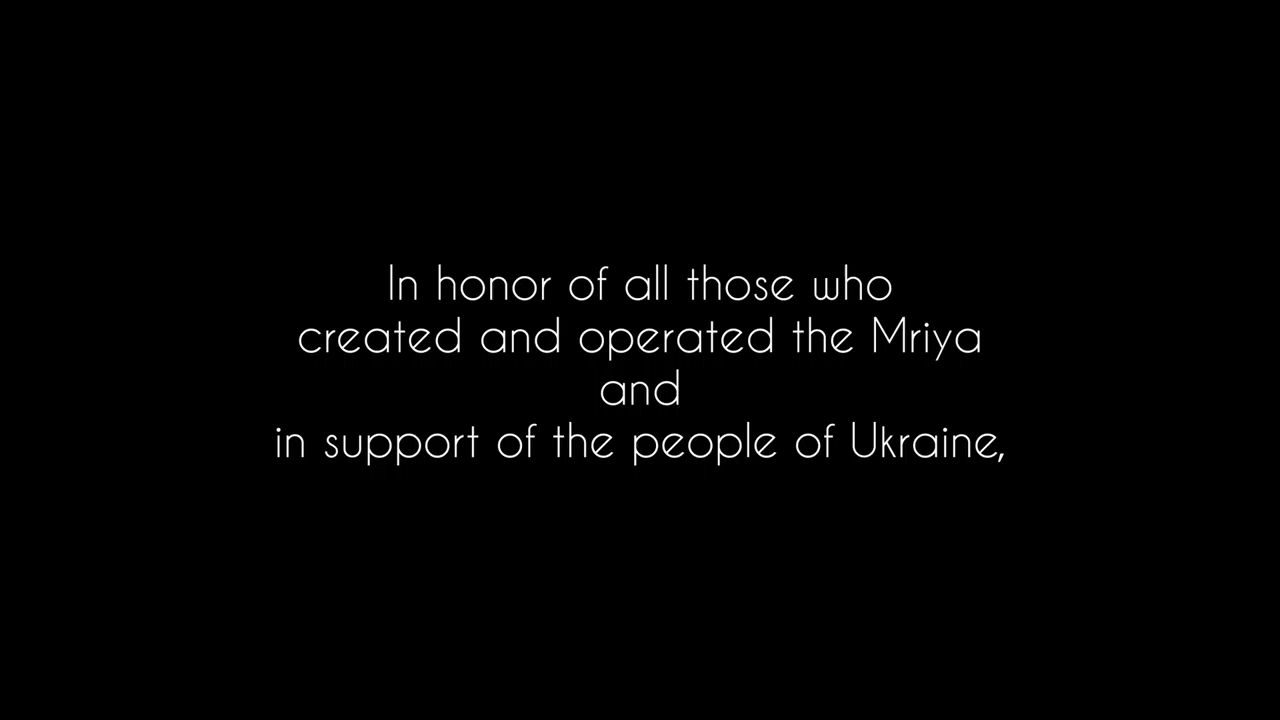 In honor of all those who
created and operated the Mriya
and
in support of the people of Ukraine,